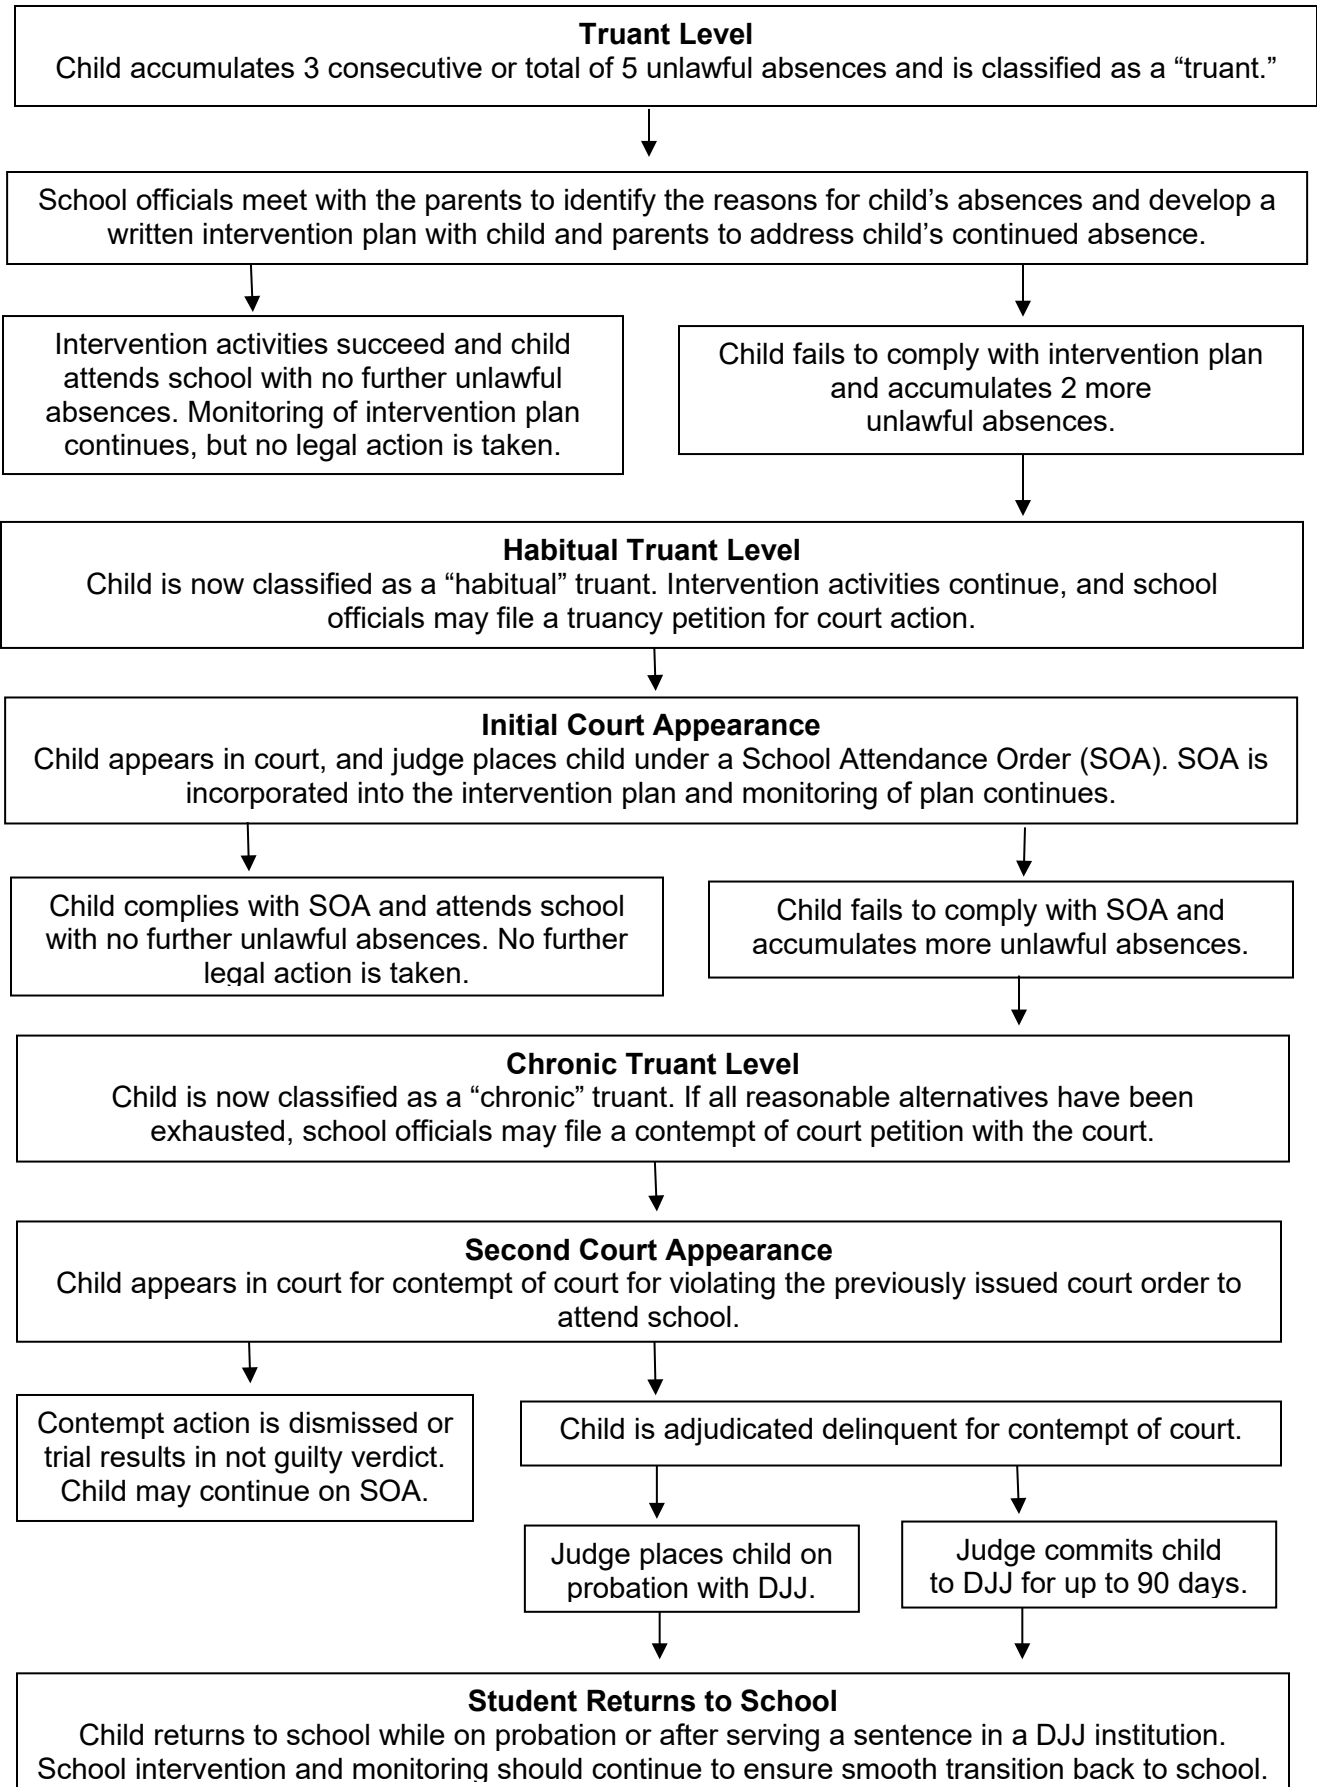 Truant Level
Child accumulates 3 consecutive or total of 5 unlawful absences and is classified as a “truant.”
School officials meet with the parents to identify the reasons for child’s absences and develop a
written intervention plan with child and parents to address child’s continued absence.
Intervention activities succeed and child
attends school with no further unlawful
absences. Monitoring of intervention plan
continues, but no legal action is taken.
Child fails to comply with intervention plan
and accumulates 2 more
unlawful absences.
Habitual Truant Level
Child is now classified as a “habitual” truant. Intervention activities continue, and school
officials may file a truancy petition for court action.
Initial Court Appearance
Child appears in court, and judge places child under a School Attendance Order (SOA). SOA is
incorporated into the intervention plan and monitoring of plan continues.
Child complies with SOA and attends school
with no further unlawful absences. No further
legal action is taken.
Child fails to comply with SOA and
accumulates more unlawful absences.
Chronic Truant Level
Child is now classified as a “chronic” truant. If all reasonable alternatives have been
exhausted, school officials may file a contempt of court petition with the court.
Second Court Appearance
Child appears in court for contempt of court for violating the previously issued court order to
attend school.
Contempt action is dismissed or
trial results in not guilty verdict.
Child may continue on SOA.
Child is adjudicated delinquent for contempt of court.
Judge places child on
probation with DJJ.
Judge commits child
to DJJ for up to 90 days.
Student Returns to School
Child returns to school while on probation or after serving a sentence in a DJJ institution.
School intervention and monitoring should continue to ensure smooth transition back to school.